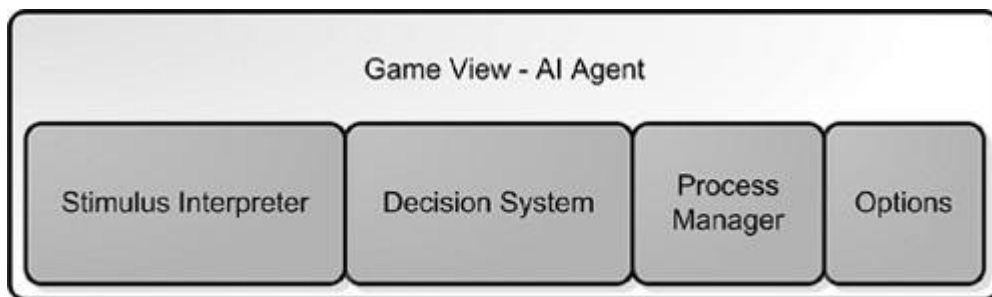 Game View - AI Agent
Stimulus Interpreter
Decision System
Process
Manager
Options